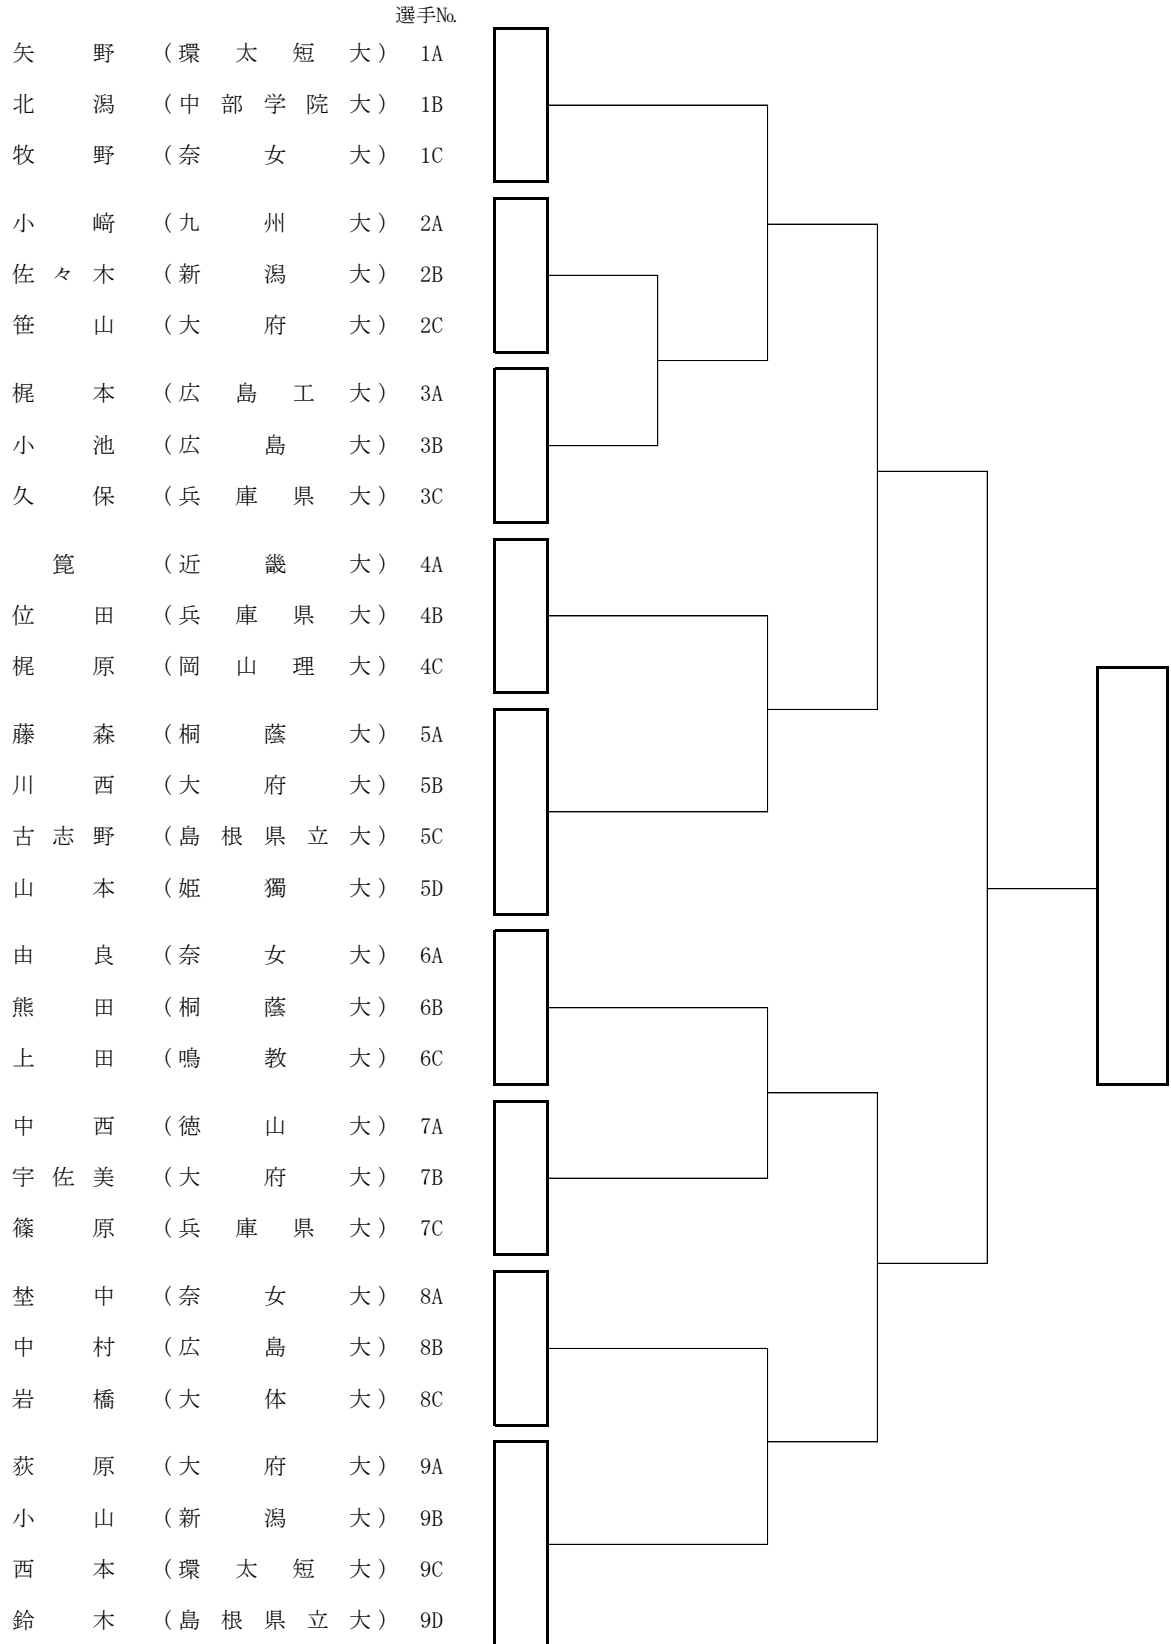 選手№
矢野（環太短大） 1A
北潟（中部学院大） 1B
牧野（奈女大） 1C
小﨑（九州大） 2A
佐々木（新潟大） 2B
笹山（大府大） 2C
梶本（広島工大） 3A
小池（広島大） 3B
久保（兵庫県大） 3C
篦（近畿大） 4A
位田（兵庫県大） 4B
梶原（岡山理大） 4C
藤森（桐蔭大） 5A
川西（大府大） 5B
古志野（島根県立大） 5C
山本（姫獨大） 5D
由良（奈女大） 6A
熊田（桐蔭大） 6B
上田（鳴教大） 6C
中西（徳山大） 7A
宇佐美（大府大） 7B
篠原（兵庫県大） 7C
埜中（奈女大） 8A
中村（広島大） 8B
岩橋（大体大） 8C
荻原（大府大） 9A
小山（新潟大） 9B
西本（環太短大） 9C
鈴木（島根県立大） 9D